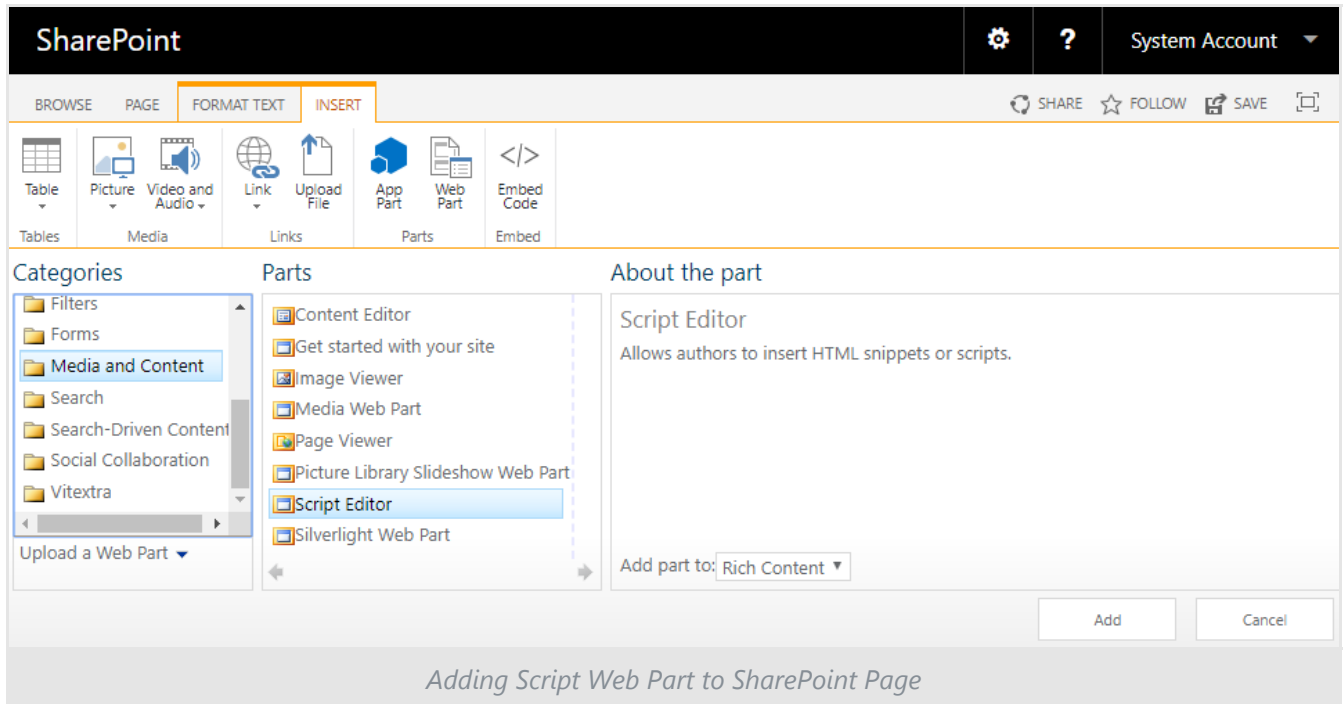 SharePoint
? System Account
BROWSE PAGE FORMAT TEXT INSERT SHARE FOLLOW SAVE
Table Picture Video and Audio Link Upload File App Part Web Part Embed Code
Tables Media Links Parts Embed
Categories
Filters
Forms
Media and Content
Search
Search-Driven Content
Social Collaboration
Vitextra
Upload a Web Part
Parts
Content Editor
Get started with your site
Image Viewer
Media Web Part
Page Viewer
Picture Library Slideshow Web Part
Script Editor
Silverlight Web Part
About the part
Script Editor
Allows authors to insert HTML snippets or scripts.
Add part to: Rich Content
Add Cancel
Adding Script Web Part to SharePoint Page